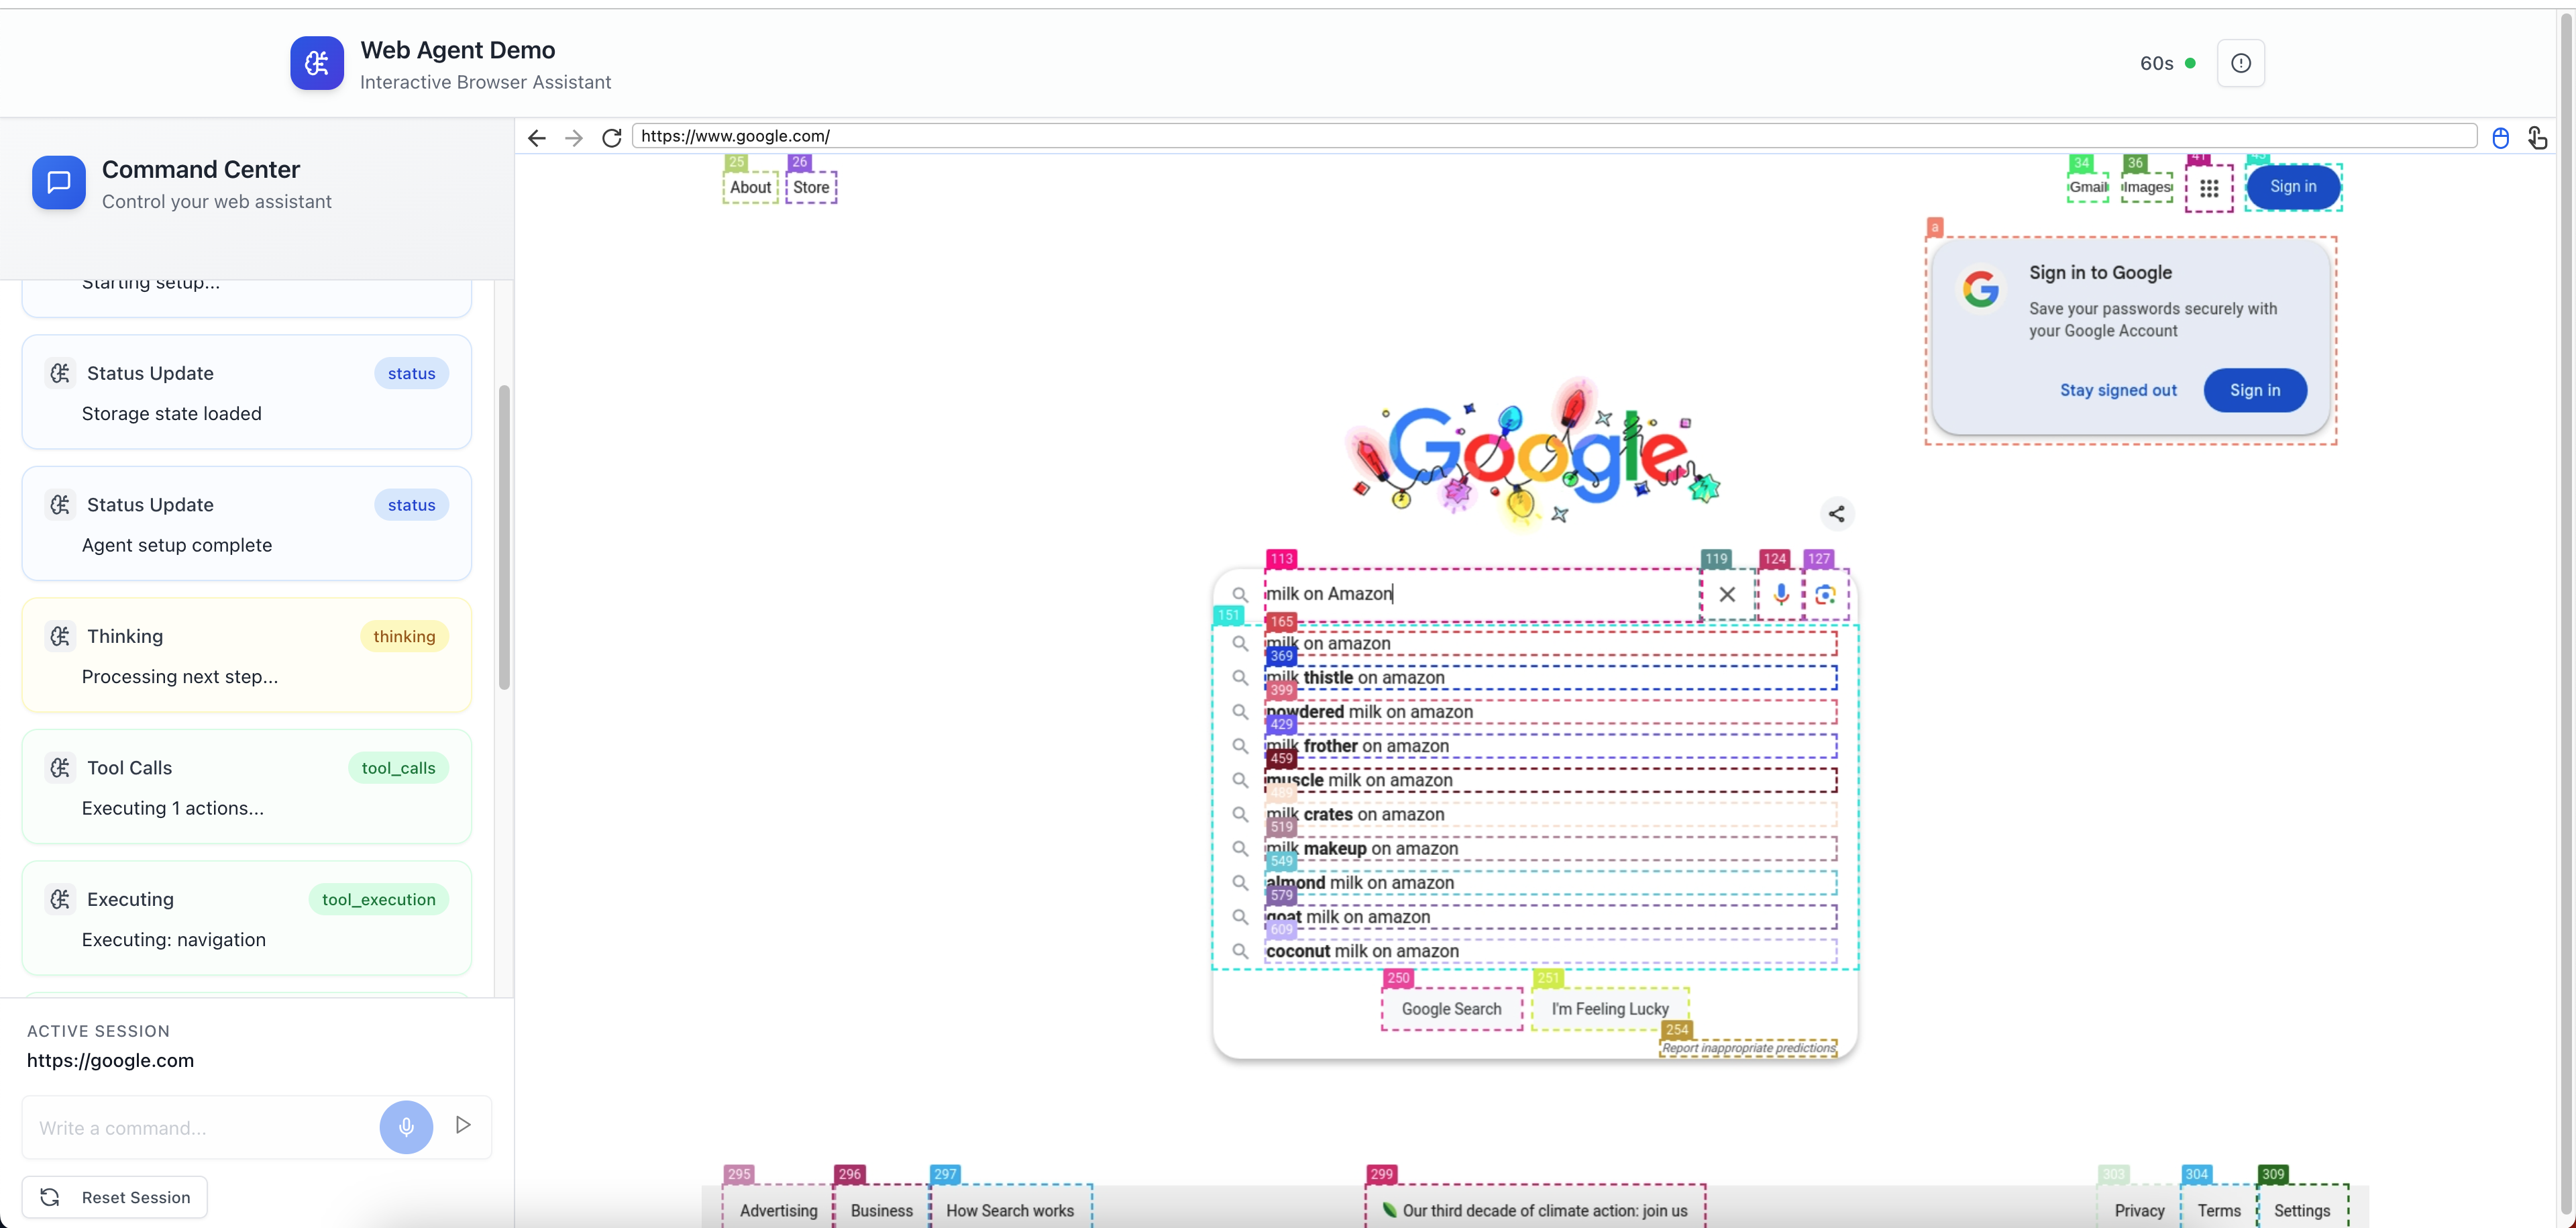 Web Agent Demo
Interactive Browser Assistant
60s
Command Center
Control your web assistant
Starting setup...
Status Update
status
Storage state loaded
Status Update
status
Agent setup complete
Thinking
thinking
Processing next step...
Tool Calls
tool_calls
Executing 1 actions...
Executing
tool_execution
Executing: navigation
ACTIVE SESSION
https://google.com
Write a command...
Reset Session
https://www.google.com/
25
26
34
36
41
45
About
Store
Gmail
Images
Sign in
a
Sign in to Google
Save your passwords securely with
your Google Account
Stay signed out
Sign in
Google
113
119
124
127
milk on Amazon
151
165
milk on amazon
369
milk thistle on amazon
399
powdered milk on amazon
429
milk frother on amazon
459
muscle milk on amazon
489
milk crates on amazon
519
milk makeup on amazon
549
almond milk on amazon
579
goat milk on amazon
609
coconut milk on amazon
250
251
Google Search
I'm Feeling Lucky
254
Report inappropriate predictions
295
296
297
299
303
304
309
Advertising
Business
How Search works
Our third decade of climate action: join us
Privacy
Terms
Settings